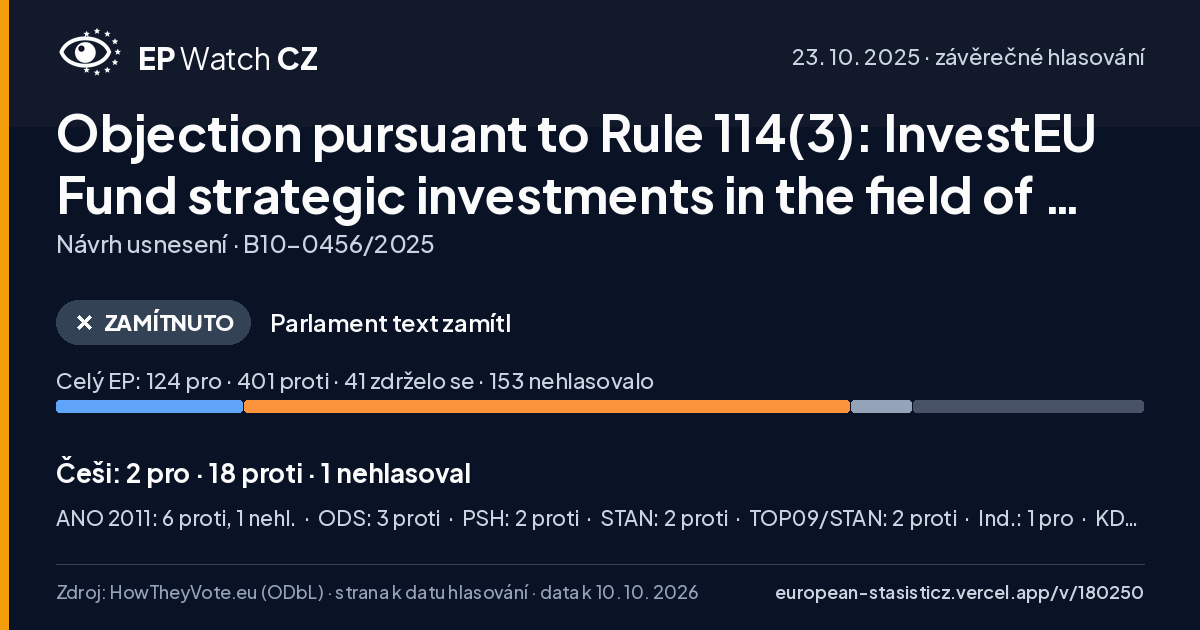 EP Watch CZ
23. 10. 2025 · závěrečné hlasování
Objection pursuant to Rule 114(3): InvestEU
Fund strategic investments in the field of …
Návrh usnesení · B10–0456/2025
✕ ZAMÍTNUTO
Parlament text zamítl
Celý EP: 124 pro · 401 proti · 41 zdrželo se · 153 nehlasovalo
Češi: 2 pro · 18 proti · 1 nehlasoval
ANO 2011: 6 proti, 1 nehl. · ODS: 3 proti · PSH: 2 proti · STAN: 2 proti · TOP09/STAN: 2 proti · Ind.: 1 pro · KD…
Zdroj: HowTheyVote.eu (ODbL) · strana k datu hlasování · data k 10. 10. 2026
european-stasisticz.vercel.app/v/180250